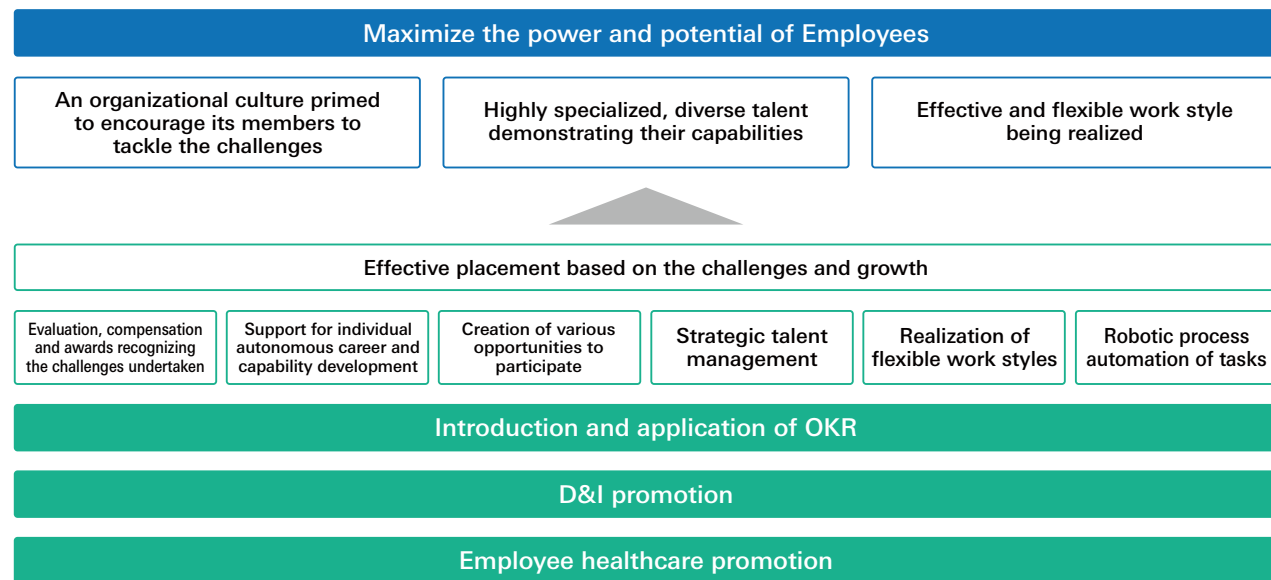 Maximize the power and potential of Employees
An organizational culture primed
to encourage its members to
tackle the challenges
Highly specialized, diverse talent
demonstrating their capabilities
Effective and flexible work style
being realized
Effective placement based on the challenges and growth
Evaluation, compensation
and awards recognizing
the challenges undertaken
Support for individual
autonomous career and
capability development
Creation of various
opportunities to
participate
Strategic talent
management
Realization of
flexible work styles
Robotic process
automation of tasks
Introduction and application of OKR
D&I promotion
Employee healthcare promotion